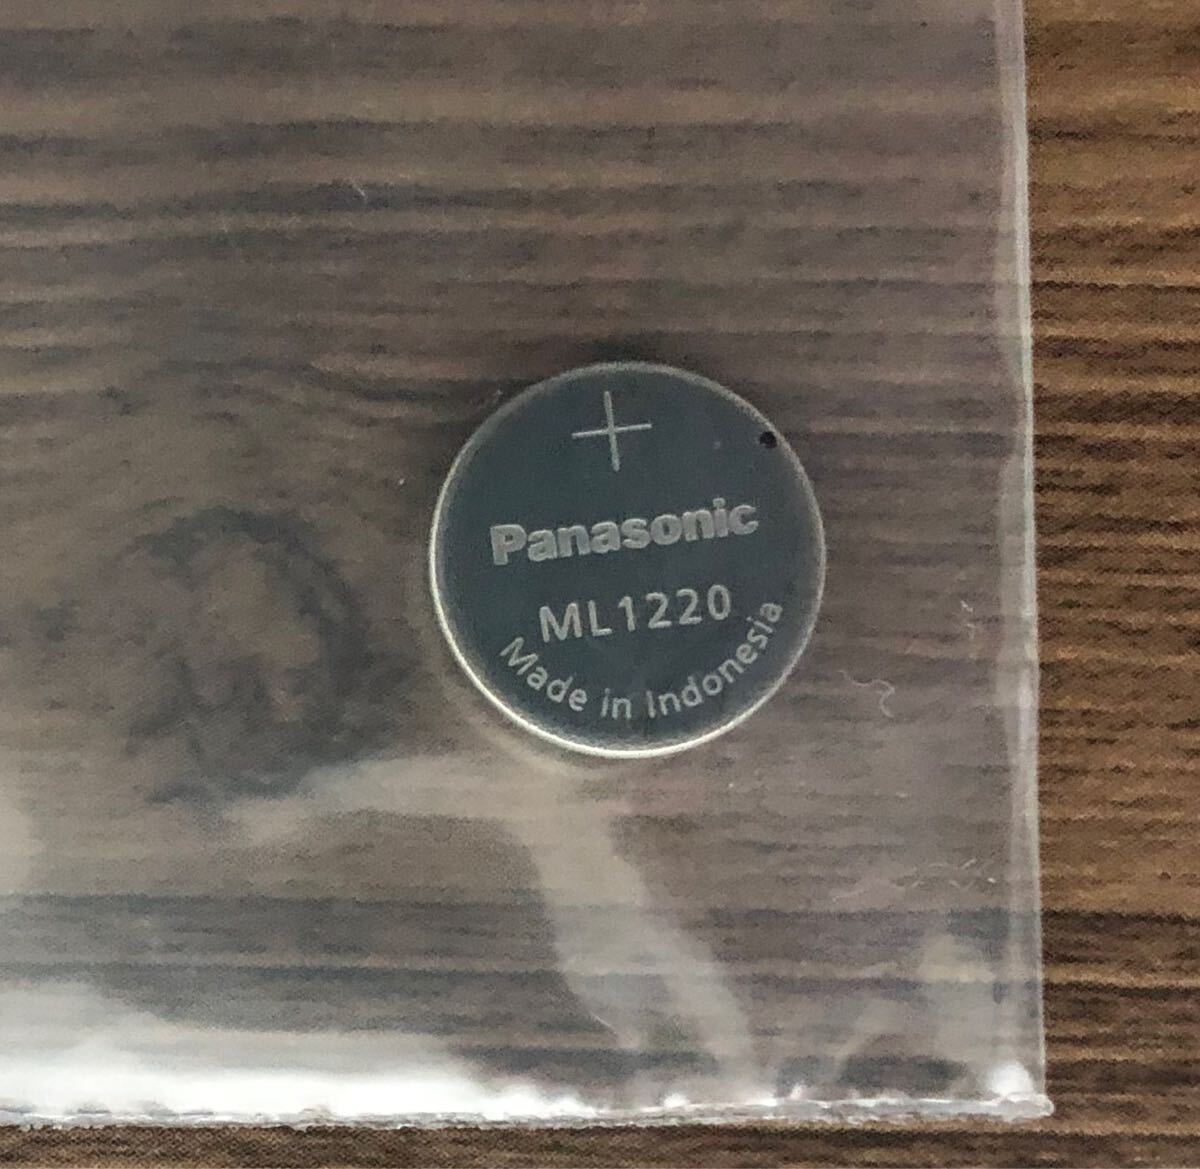 +
Panasonic
ML1220
Made in Indonesia